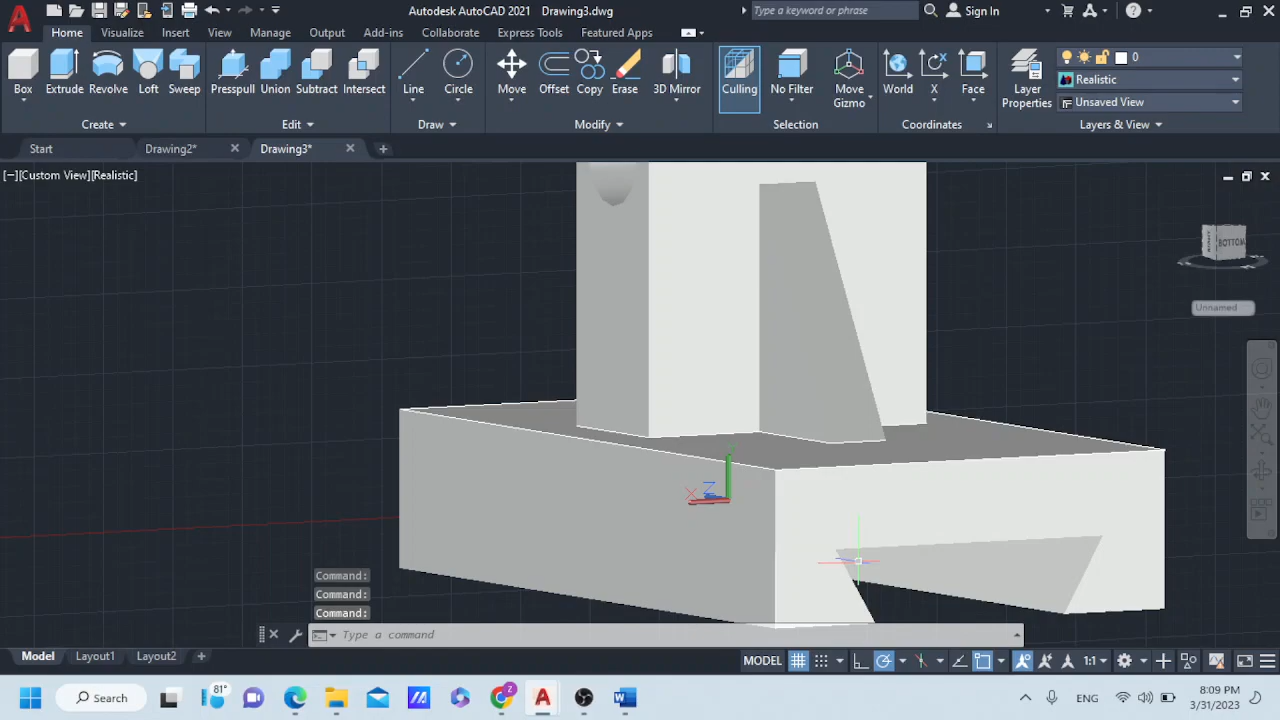 Autodesk AutoCAD 2021 Drawing3.dwg
Type a keyword or phrase
Sign In
Home Visualize Insert View Manage Output Add-ins Collaborate Express Tools Featured Apps
Box Extrude Revolve Loft Sweep Presspull Union Subtract Intersect Line Circle Move Offset Copy Erase 3D Mirror Culling No Filter Move Gizmo World X Face Layer Properties
0
Realistic
Unsaved View
Create Edit Draw Modify Selection Coordinates Layers & View
Start Drawing2* Drawing3*
[−][Custom View][Realistic]
RIGHT BOTTOM
Unnamed
X Z Y
Command:
Command:
Command:
Type a command
Model Layout1 Layout2
MODEL 1:1
Search
81°
Z
ENG
8:09 PM
3/31/2023